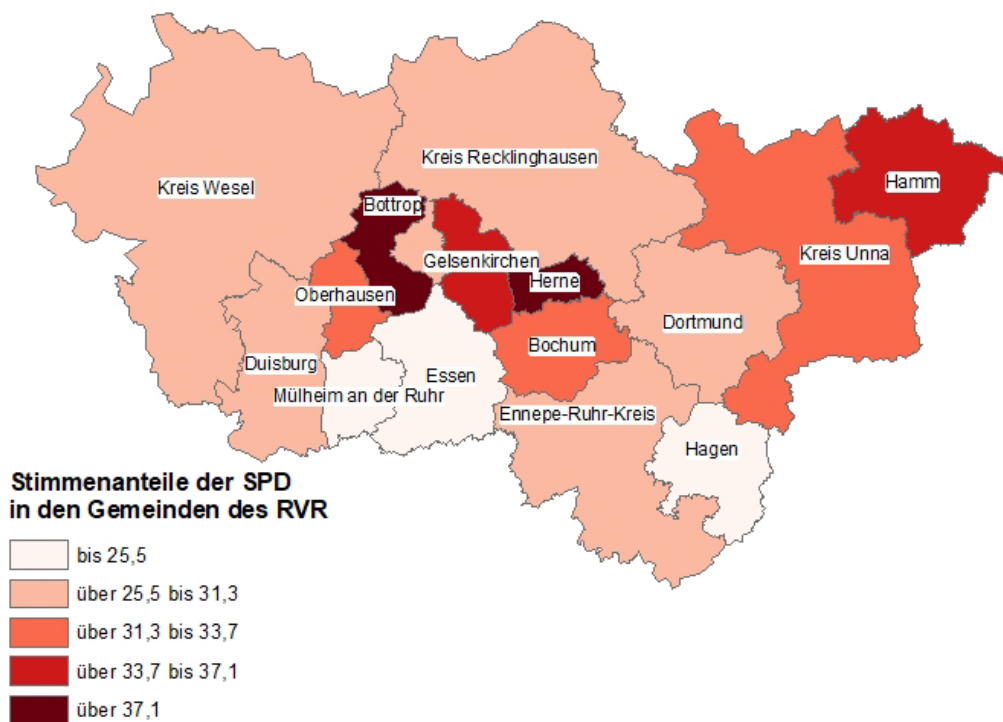 Kreis Recklinghausen
Kreis Wesel
Hamm
Bottrop
Kreis Unna
Gelsenkirchen
Herne
Oberhausen
Dortmund
Bochum
Duisburg
Essen
Mülheim an der Ruhr
Ennepe-Ruhr-Kreis
Hagen
Stimmenanteile der SPD
in den Gemeinden des RVR
bis 25,5
über 25,5 bis 31,3
über 31,3 bis 33,7
über 33,7 bis 37,1
über 37,1